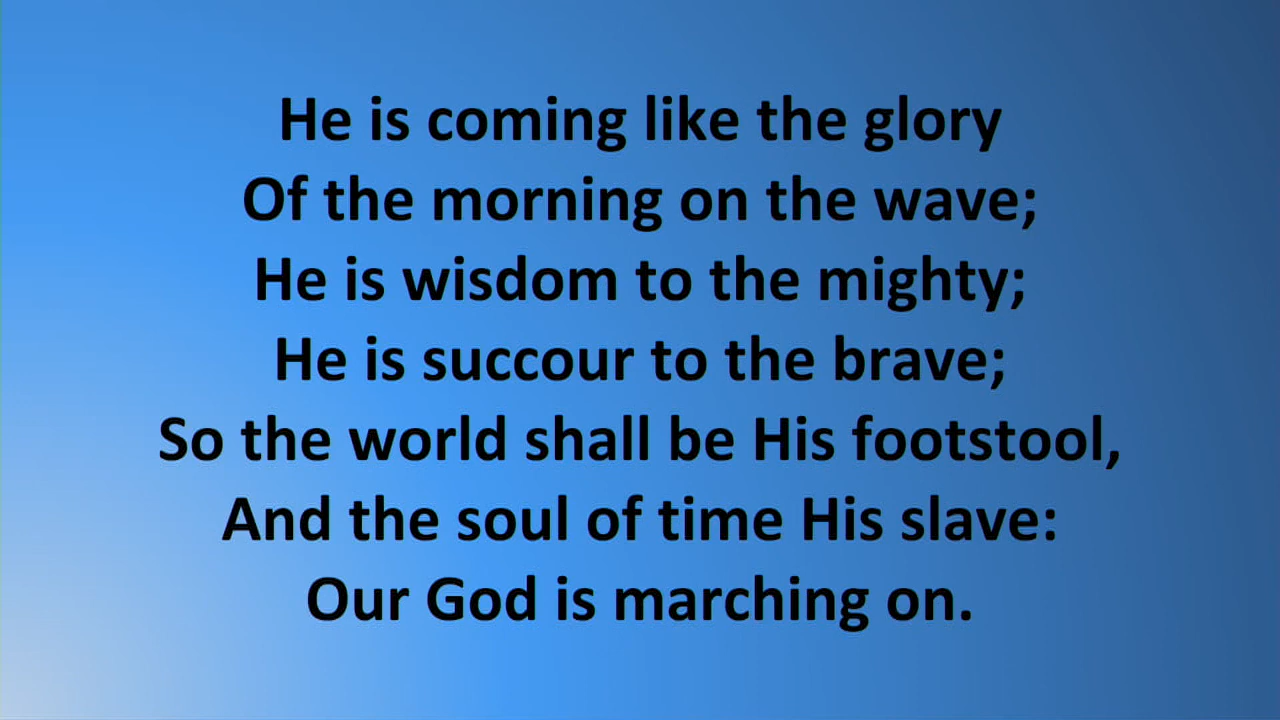 He is coming like the glory
Of the morning on the wave;
He is wisdom to the mighty;
He is succour to the brave;
So the world shall be His footstool,
And the soul of time His slave:
Our God is marching on.